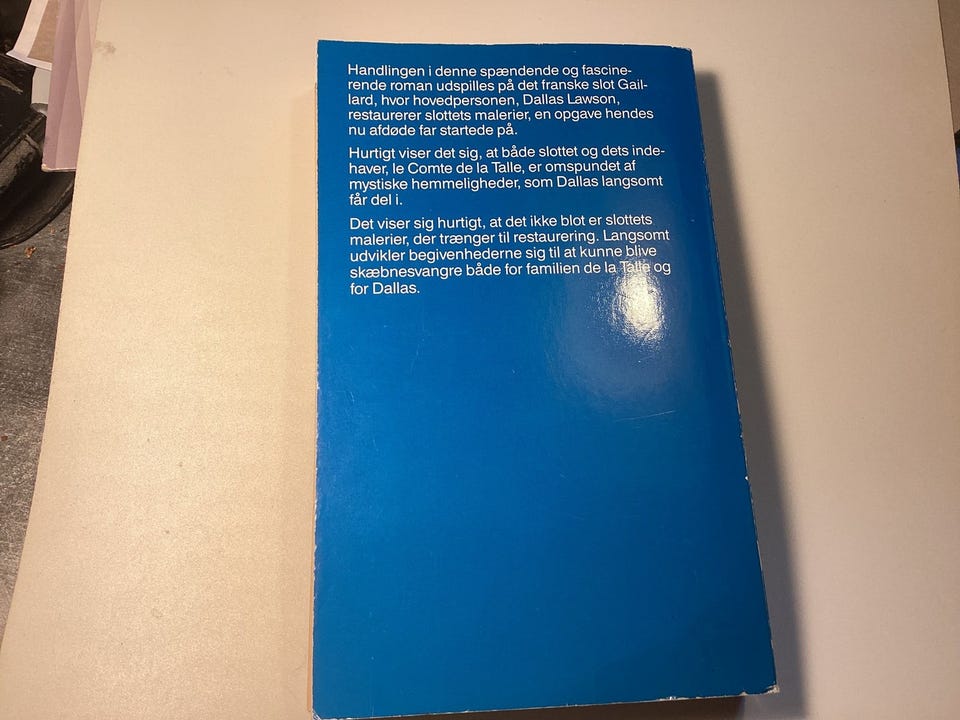 Handlingen i denne spændende og fascine-
rende roman udspilles på det franske slot Gail-
lard, hvor hovedpersonen, Dallas Lawson,
restaurerer slottets malerier, en opgave hendes
nu afdøde far startede på.
Hurtigt viser det sig, at både slottet og dets inde-
haver, le Comte de la Talle, er omspundet af
mystiske hemmeligheder, som Dallas langsomt
får del i.
Det viser sig hurtigt, at det ikke blot er slottets
malerier, der trænger til restaurering. Langsomt
udvikler begivenhederne sig til at kunne blive
skæbnesvangre både for familien de la Talle og
for Dallas.